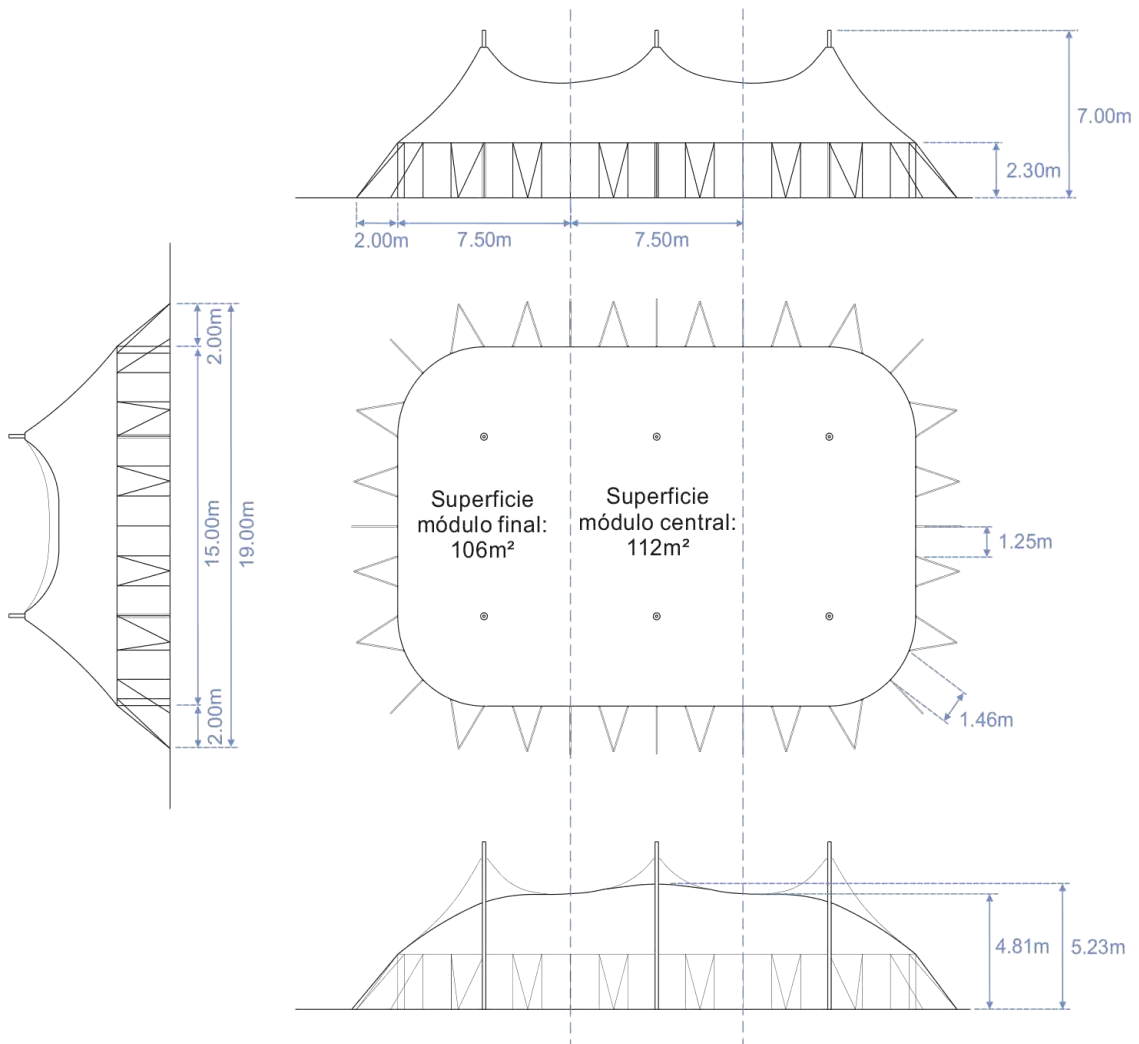 7.00m
2.30m
2.00m
7.50m
7.50m
2.00m
15.00m
19.00m
2.00m
Superficie
módulo final:
106m²
Superficie
módulo central:
112m²
1.25m
1.46m
4.81m
5.23m